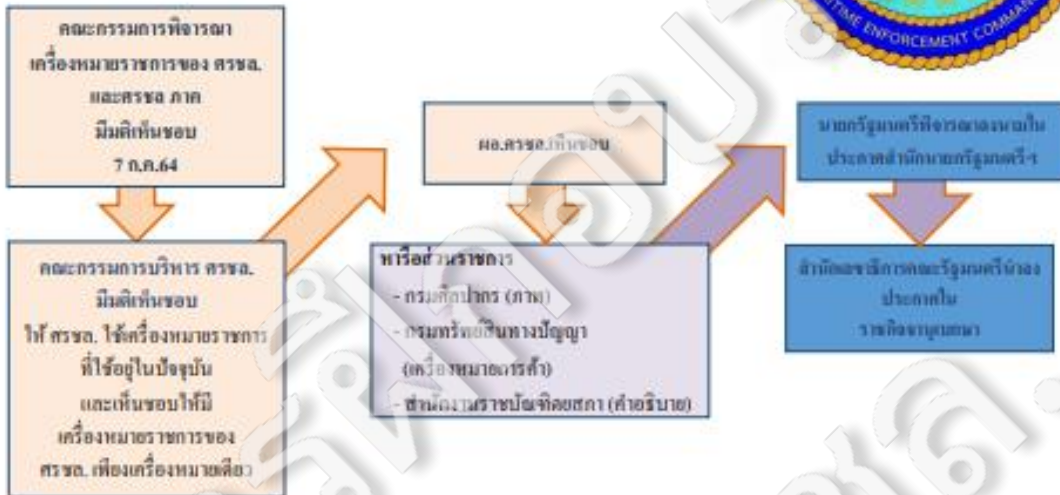 คณะกรรมการพิจารณา
เครื่องหมายราชการของ ศรชล.
และศรชล ภาค
มีมติเห็นชอบ
7 ก.ค.64
คณะกรรมการบริหาร ศรชล.
มีมติเห็นชอบ
ให้ ศรชล. ใช้เครื่องหมายราชการ
ที่ใช้อยู่ในปัจจุบัน
และเห็นชอบให้มี
เครื่องหมายราชการของ
ศรชล. เพียงเครื่องหมายเดียว
ผอ.ศรชล.เห็นชอบ
หารือส่วนราชการ
- กรมศิลปากร (ภาพ)
- กรมทรัพย์สินทางปัญญา
(เครื่องหมายการค้า)
- สำนักงานราชบัณฑิตยสภา (คำอธิบาย)
นายกรัฐมนตรีพิจารณาลงนามใน
ประกาศสำนักนายกรัฐมนตรีฯ
สำนักเลขาธิการคณะรัฐมนตรีนำลง
ประกาศใน
ราชกิจจานุเบกษา
ENFORCEMENT